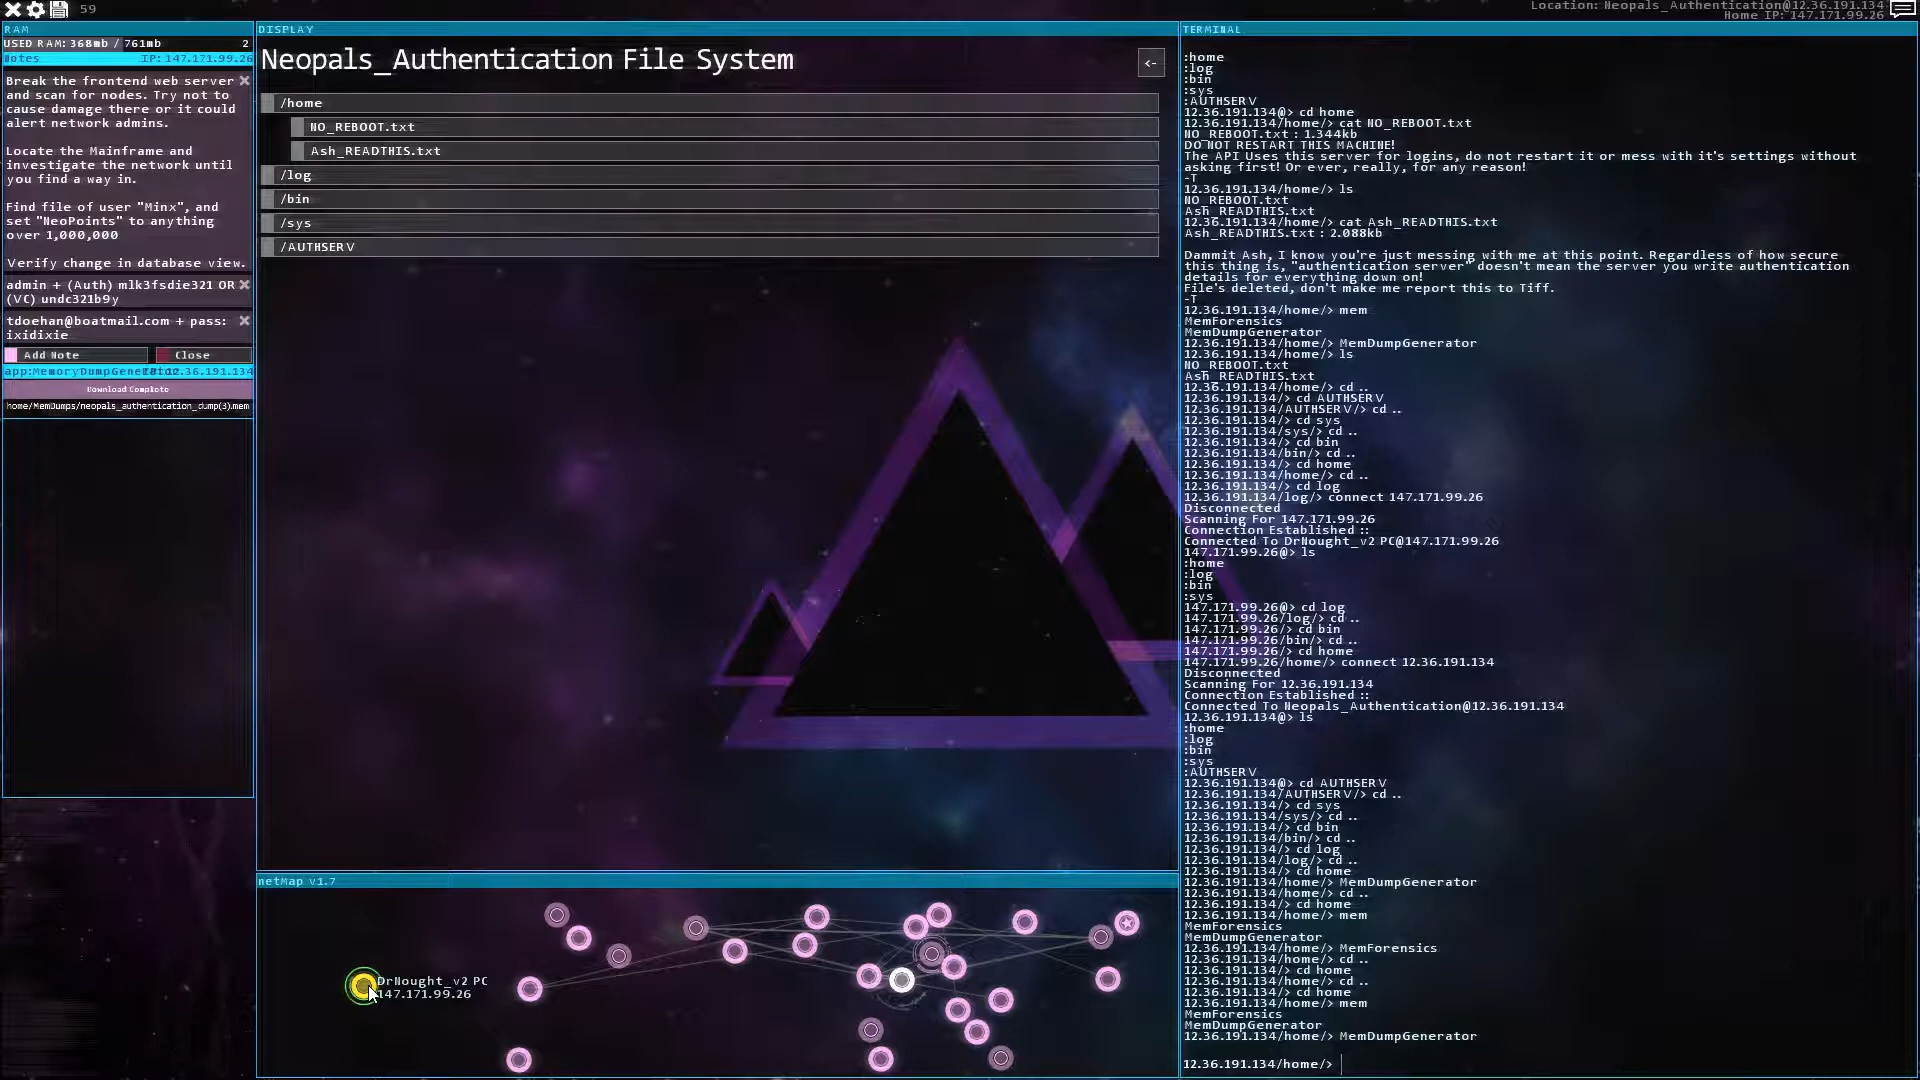 59
Location: Neopals_Authentication@12.36.191.134
Home IP: 147.171.99.26
RAM
USED RAM: 368mb / 761mb 2
Notes IP: 147.171.99.26
Break the frontend web server
and scan for nodes. Try not to
cause damage there or it could
alert network admins.
Locate the Mainframe and
investigate the network until
you find a way in.
Find file of user "Minx", and
set "NeoPoints" to anything
over 1,000,000
Verify change in database view.
admin + (Auth) mlk3fsdie321 OR
(VC) undc321b9y
tdoehan@boatmail.com + pass:
ixidixie
Add Note Close
app:MemoryDumpGenerator 12.36.191.134
Download Complete
home/MemDumps/neopals_authentication_dump(3).mem
DISPLAY
Neopals_Authentication File System
<-
/home
NO_REBOOT.txt
Ash_READTHIS.txt
/log
/bin
/sys
/AUTHSERV
netMap v1.7
DrNought_v2 PC
147.171.99.26
TERMINAL
:home
:log
:bin
:sys
:AUTHSERV
12.36.191.134@> cd home
12.36.191.134/home/> cat NO_REBOOT.txt
NO_REBOOT.txt : 1.344kb
DO NOT RESTART THIS MACHINE!
The API Uses this server for logins, do not restart it or mess with it's settings without
asking first! Or ever, really, for any reason!
-T
12.36.191.134/home/> ls
NO_REBOOT.txt
Ash_READTHIS.txt
12.36.191.134/home/> cat Ash_READTHIS.txt
Ash_READTHIS.txt : 2.088kb
Dammit Ash, I know you're just messing with me at this point. Regardless of how secure
this thing is, "authentication server" doesn't mean the server you write authentication
details for everything down on!
File's deleted, don't make me report this to Tiff.
-T
12.36.191.134/home/> mem
MemForensics
MemDumpGenerator
12.36.191.134/home/> MemDumpGenerator
12.36.191.134/home/> ls
NO_REBOOT.txt
Ash_READTHIS.txt
12.36.191.134/home/> cd ..
12.36.191.134/> cd AUTHSERV
12.36.191.134/AUTHSERV/> cd ..
12.36.191.134/> cd sys
12.36.191.134/sys/> cd ..
12.36.191.134/> cd bin
12.36.191.134/bin/> cd ..
12.36.191.134/> cd home
12.36.191.134/home/> cd ..
12.36.191.134/> cd log
12.36.191.134/log/> connect 147.171.99.26
Disconnected
Scanning For 147.171.99.26
Connection Established ::
Connected To DrNought_v2 PC@147.171.99.26
147.171.99.26@> ls
:home
:log
:bin
:sys
147.171.99.26@> cd log
147.171.99.26/log/> cd ..
147.171.99.26/> cd bin
147.171.99.26/bin/> cd ..
147.171.99.26/> cd home
147.171.99.26/home/> connect 12.36.191.134
Disconnected
Scanning For 12.36.191.134
Connection Established ::
Connected To Neopals_Authentication@12.36.191.134
12.36.191.134@> ls
:home
:log
:bin
:sys
:AUTHSERV
12.36.191.134@> cd AUTHSERV
12.36.191.134/AUTHSERV/> cd ..
12.36.191.134/> cd sys
12.36.191.134/sys/> cd ..
12.36.191.134/> cd bin
12.36.191.134/bin/> cd ..
12.36.191.134/> cd log
12.36.191.134/log/> cd ..
12.36.191.134/> cd home
12.36.191.134/home/> MemDumpGenerator
12.36.191.134/home/> cd ..
12.36.191.134/> cd home
12.36.191.134/home/> mem
MemForensics
MemDumpGenerator
12.36.191.134/home/> MemForensics
12.36.191.134/home/> cd ..
12.36.191.134/> cd home
12.36.191.134/home/> cd ..
12.36.191.134/> cd home
12.36.191.134/home/> mem
MemForensics
MemDumpGenerator
12.36.191.134/home/> MemDumpGenerator
12.36.191.134/home/>